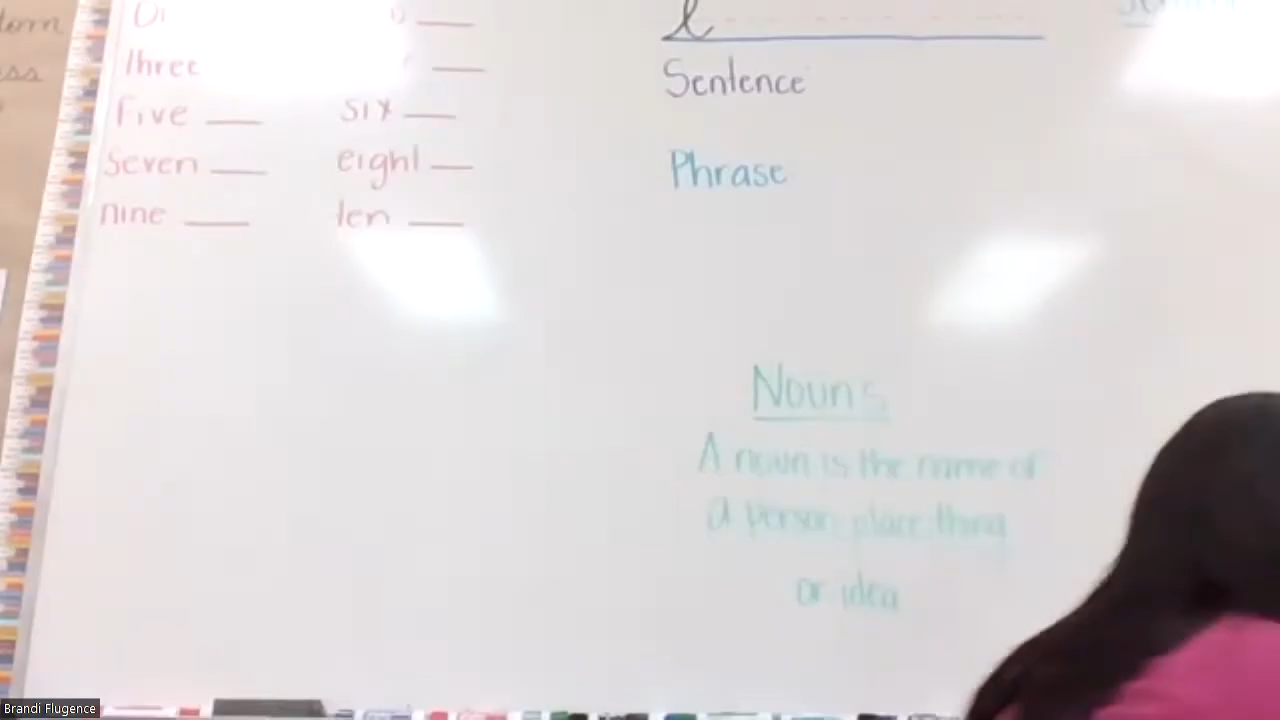 three
five ___ six ___
seven ___ eight ___
nine ___ ten ___
l
Sentence
Phrase
Nouns
A noun is the name of
a person, place, thing
or idea
Brandi Flugence